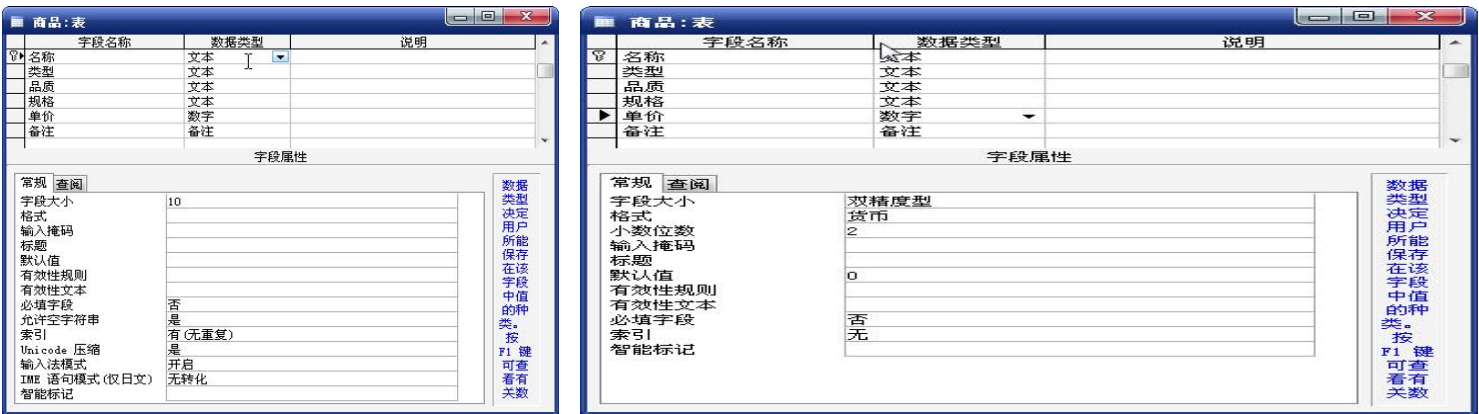 商品:表
字段名称 数据类型 说明
名称 文本
类型 文本
品质 文本
规格 文本
单价 数字
备注 备注
字段属性
常规 查阅
字段大小 10
格式
输入掩码
标题
默认值
有效性规则
有效性文本
必填字段 否
允许空字符串 是
索引 有(无重复)
Unicode 压缩 是
输入法模式 开启
IME 语句模式(仅日文) 无转化
智能标记
数据
类型
决定
用户
所能
保存
在该
字段
中值
的种
类。
按
F1 键
可查
看有
关数
商品:表
字段名称 数据类型 说明
名称 文本
类型 文本
品质 文本
规格 文本
单价 数字
备注 备注
字段属性
常规 查阅
字段大小 双精度型
格式 货币
小数位数 2
输入掩码
标题
默认值 0
有效性规则
有效性文本
必填字段 否
索引 无
智能标记
数据
类型
决定
用户
所能
保存
在该
字段
中值
的种
类。
按
F1 键
可查
看有
关数